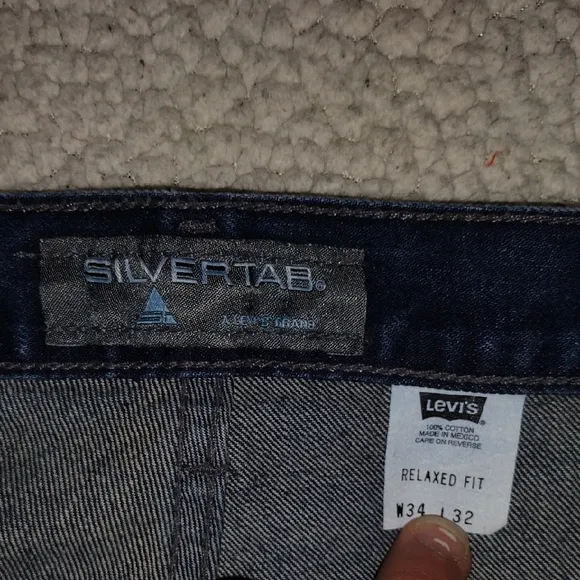 SILVERTAB®
A LEVI'S BRAND
Levi's
100% COTTON
MADE IN MEXICO
CARE ON REVERSE
RELAXED FIT
W34 L32